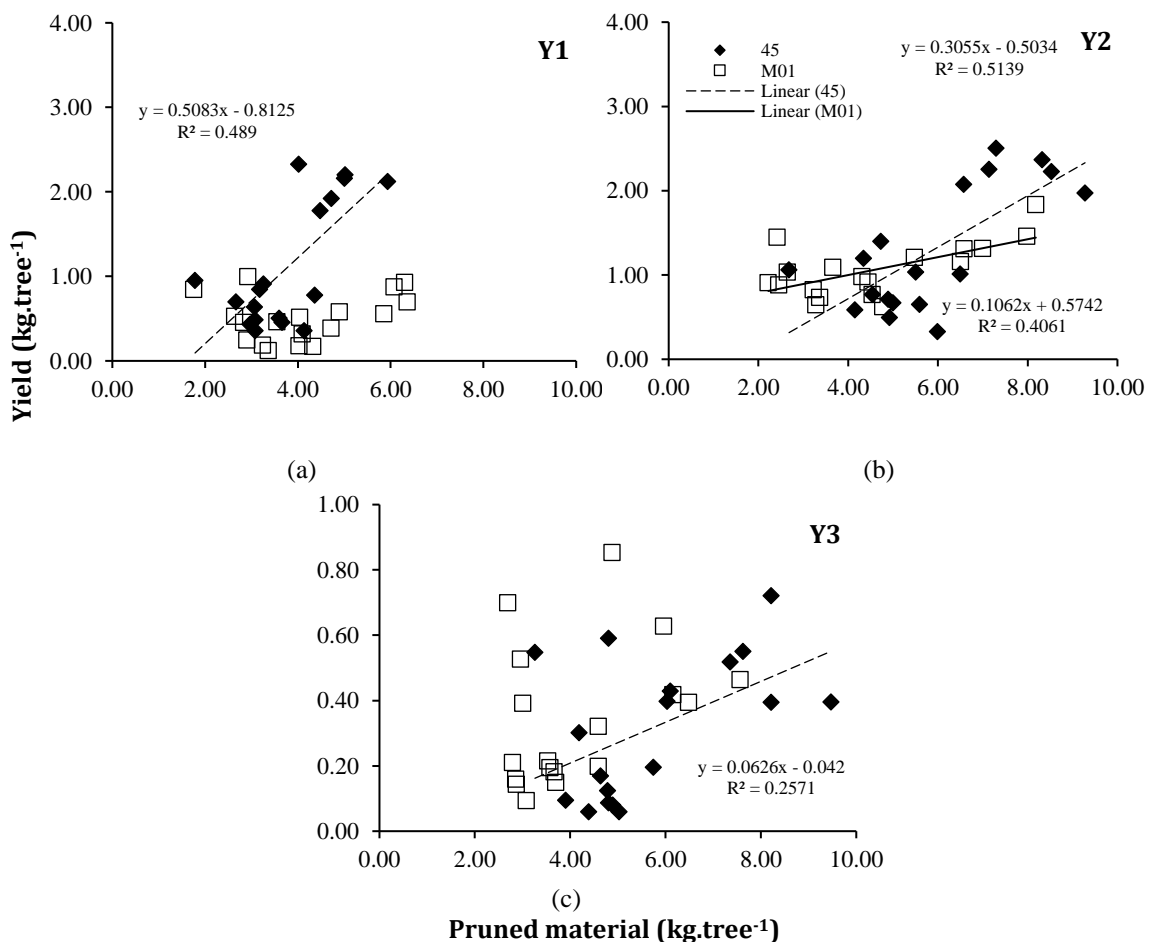 Yield (kg.tree⁻¹)
4.00
3.00
2.00
1.00
0.00
0.00
2.00
4.00
6.00
8.00
10.00
Y1
y = 0.5083x - 0.8125
R² = 0.489
(a)
4.00
3.00
2.00
1.00
0.00
0.00
2.00
4.00
6.00
8.00
10.00
Y2
45
M01
Linear (45)
Linear (M01)
y = 0.3055x - 0.5034
R² = 0.5139
y = 0.1062x + 0.5742
R² = 0.4061
(b)
1.00
0.80
0.60
0.40
0.20
0.00
0.00
2.00
4.00
6.00
8.00
10.00
Y3
y = 0.0626x - 0.042
R² = 0.2571
(c)
Pruned material (kg.tree⁻¹)